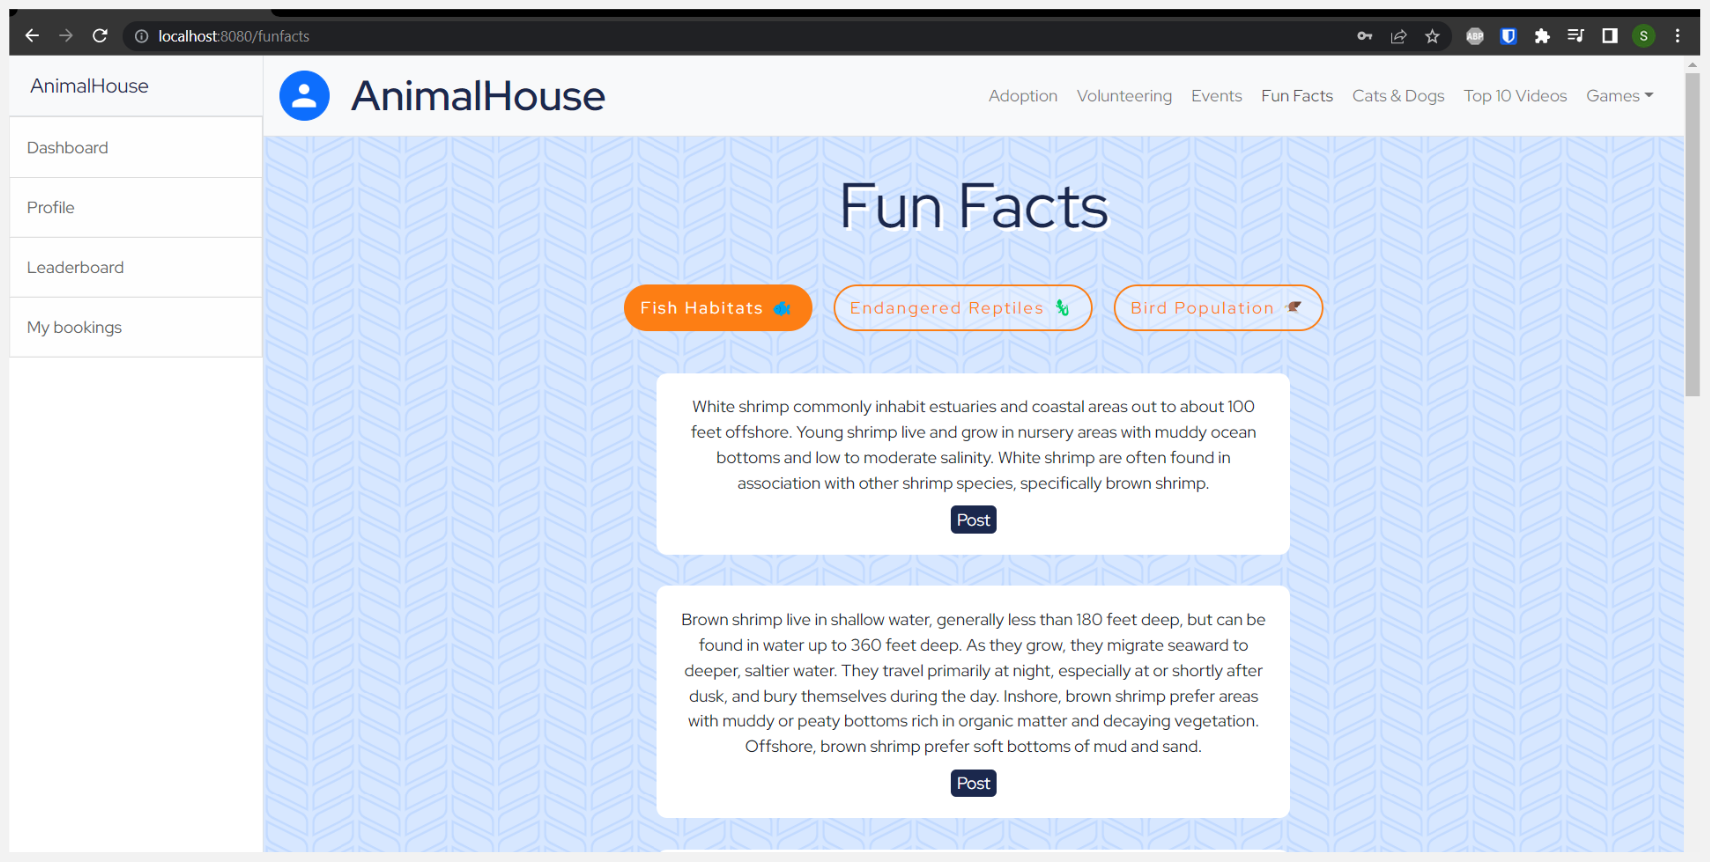 localhost:8080/funfacts
ABP
S
AnimalHouse
Dashboard
Profile
Leaderboard
My bookings
AnimalHouse
Adoption Volunteering Events Fun Facts Cats & Dogs Top 10 Videos Games
Fun Facts
Fish Habitats Endangered Reptiles Bird Population
White shrimp commonly inhabit estuaries and coastal areas out to about 100
feet offshore. Young shrimp live and grow in nursery areas with muddy ocean
bottoms and low to moderate salinity. White shrimp are often found in
association with other shrimp species, specifically brown shrimp.
Post
Brown shrimp live in shallow water, generally less than 180 feet deep, but can be
found in water up to 360 feet deep. As they grow, they migrate seaward to
deeper, saltier water. They travel primarily at night, especially at or shortly after
dusk, and bury themselves during the day. Inshore, brown shrimp prefer areas
with muddy or peaty bottoms rich in organic matter and decaying vegetation.
Offshore, brown shrimp prefer soft bottoms of mud and sand.
Post